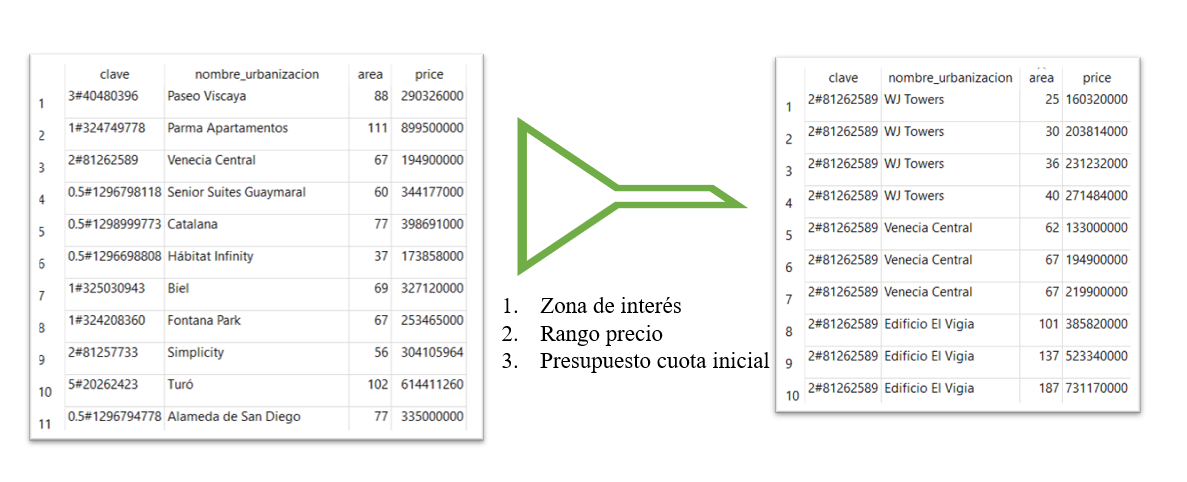 clave nombre_urbanizacion area price
1 3#40480396 Paseo Viscaya 88 290326000
2 1#324749778 Parma Apartamentos 111 899500000
3 2#81262589 Venecia Central 67 194900000
4 0.5#1296798118 Senior Suites Guaymaral 60 344177000
5 0.5#1298999773 Catalana 77 398691000
6 0.5#1296698808 Hábitat Infinity 37 173858000
7 1#325030943 Biel 69 327120000
8 1#324208360 Fontana Park 67 253465000
9 2#81257733 Simplicity 56 304105964
10 5#20262423 Turó 102 614411260
11 0.5#1296794778 Alameda de San Diego 77 335000000
1. Zona de interés
2. Rango precio
3. Presupuesto cuota inicial
clave nombre_urbanizacion area price
1 2#81262589 WJ Towers 25 160320000
2 2#81262589 WJ Towers 30 203814000
3 2#81262589 WJ Towers 36 231232000
4 2#81262589 WJ Towers 40 271484000
5 2#81262589 Venecia Central 62 133000000
6 2#81262589 Venecia Central 67 194900000
7 2#81262589 Venecia Central 67 219900000
8 2#81262589 Edificio El Vigía 101 385820000
9 2#81262589 Edificio El Vigía 137 523340000
10 2#81262589 Edificio El Vigía 187 731170000